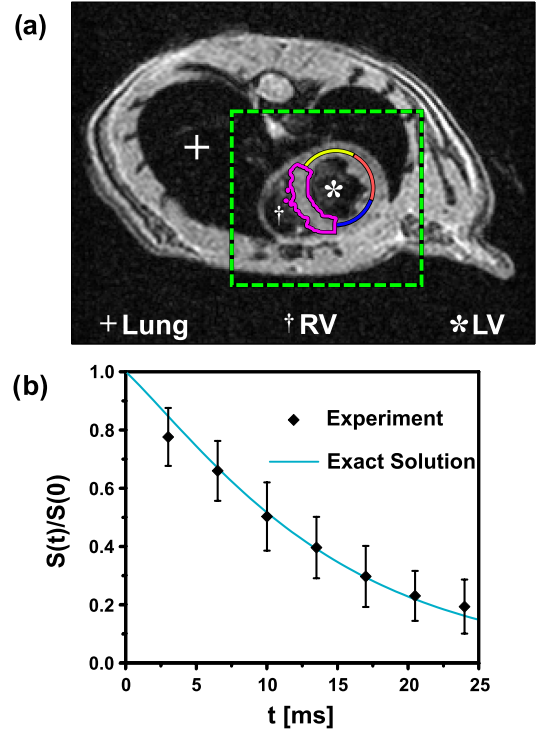 (a)
+
*
†
+Lung †RV *LV
(b)
S(t)/S(0)
1.0
0.8
0.6
0.4
0.2
0.0
Experiment
Exact Solution
0 5 10 15 20 25
t [ms]